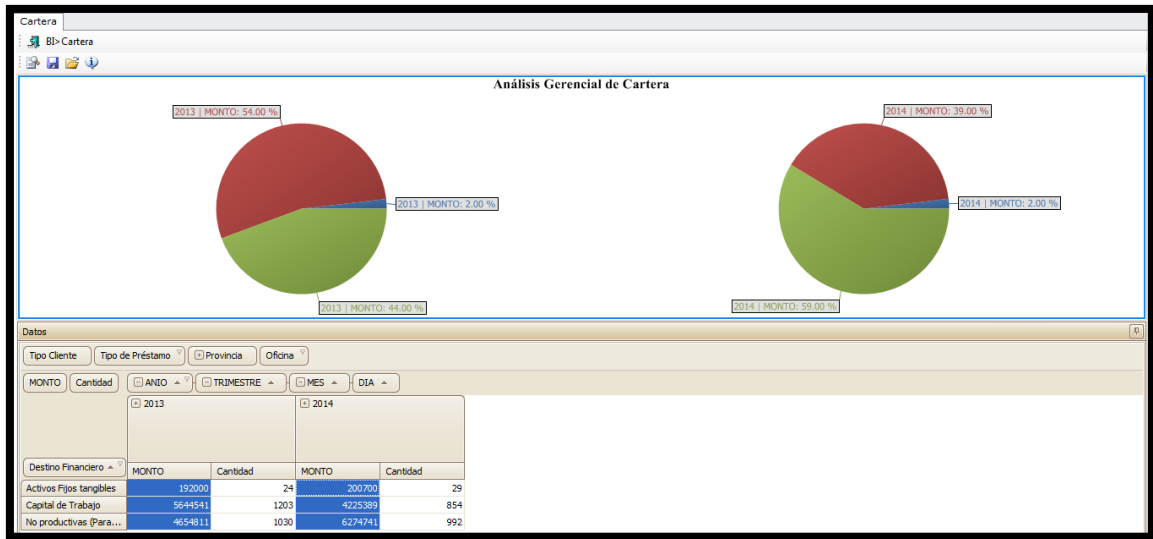 Cartera
BI>Cartera
Análisis Gerencial de Cartera
2013 | MONTO: 54.00 %
2014 | MONTO: 39.00 %
2013 | MONTO: 2.00 %
2014 | MONTO: 2.00 %
2013 | MONTO: 44.00 %
2014 | MONTO: 59.00 %
Datos
Tipo Cliente Tipo de Préstamo Provincia Oficina
MONTO Cantidad ANIO TRIMESTRE MES DIA
2013 2014
Destino Financiero MONTO Cantidad MONTO Cantidad
Activos Fijos tangibles 192000 24 200700 29
Capital de Trabajo 5644541 1203 4225389 854
No productivas (Para... 4654811 1030 6274741 992